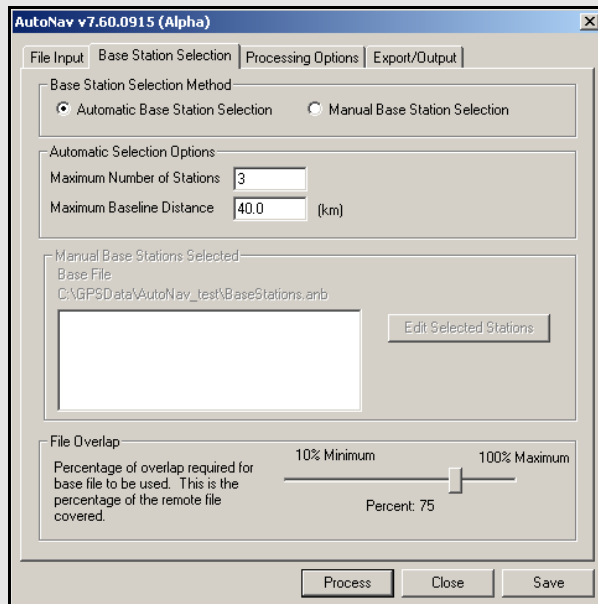 AutoNav v7.60.0915 (Alpha)
File Input Base Station Selection Processing Options Export/Output
Base Station Selection Method
Automatic Base Station Selection Manual Base Station Selection
Automatic Selection Options
Maximum Number of Stations 3
Maximum Baseline Distance 40.0 (km)
Manual Base Stations Selected
Base File
C:\GPSData\AutoNav_test\BaseStations.anb
Edit Selected Stations
File Overlap
10% Minimum 100% Maximum
Percentage of overlap required for
base file to be used. This is the
percentage of the remote file
covered.
Percent: 75
Process Close Save